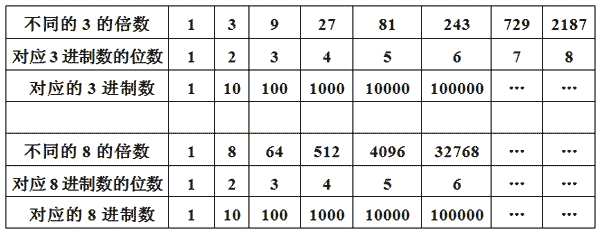 不同的 3 的倍数 1 3 9 27 81 243 729 2187
对应 3 进制数的位数 1 2 3 4 5 6 7 8
对应的 3 进制数 1 10 100 1000 10000 100000 ··· ···
不同的 8 的倍数 1 8 64 512 4096 32768 ··· ···
对应 8 进制数的位数 1 2 3 4 5 6 ··· ···
对应的 8 进制数 1 10 100 1000 10000 100000 ··· ···